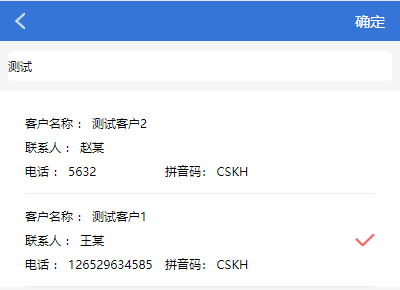 确定
测试
客户名称： 测试客户2
联系人： 赵某
电话： 5632 拼音码： CSKH
客户名称： 测试客户1
联系人： 王某
电话： 126529634585 拼音码： CSKH